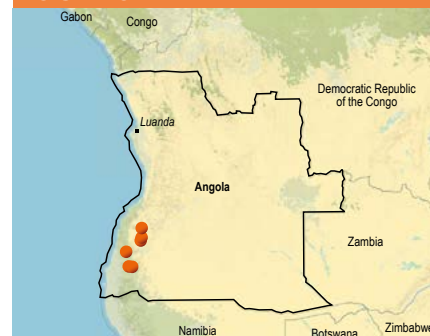 Gabon
Congo
Democratic Republic
of the Congo
Luanda
Angola
Zambia
Namibia
Botswana
Zimbabwe